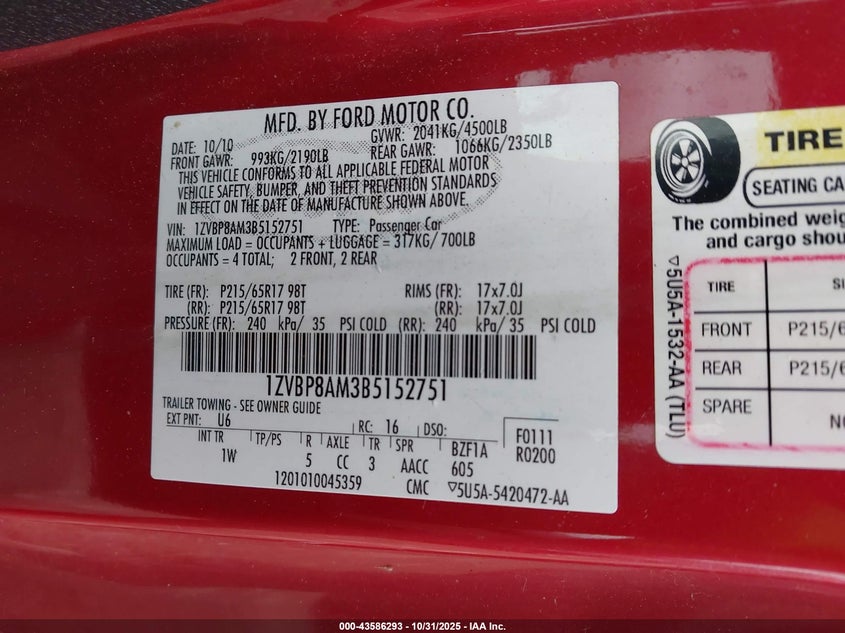 MFD. BY FORD MOTOR CO.
DATE: 10/10 GVWR: 2041KG/4500LB
FRONT GAWR: 993KG/2190LB REAR GAWR: 1066KG/2350LB
THIS VEHICLE CONFORMS TO ALL APPLICABLE FEDERAL MOTOR
VEHICLE SAFETY, BUMPER, AND THEFT PREVENTION STANDARDS
IN EFFECT ON THE DATE OF MANUFACTURE SHOWN ABOVE.
VIN: 1ZVBP8AM3B5152751 TYPE: Passenger Car
MAXIMUM LOAD = OCCUPANTS + LUGGAGE = 317KG/700LB
OCCUPANTS = 4 TOTAL; 2 FRONT, 2 REAR
TIRE (FR): P215/65R17 98T RIMS (FR): 17x7.0J
(RR): P215/65R17 98T (RR): 17x7.0J
PRESSURE (FR): 240 kPa/ 35 PSI COLD (RR): 240 kPa/ 35 PSI COLD
1ZVBP8AM3B5152751
TRAILER TOWING - SEE OWNER GUIDE
EXT PNT: U6 RC: 16 DSO: F0111
INT TR TP/PS R AXLE TR SPR BZF1A R0200
1W 5 CC 3 AACC 605
1201010045359 CMC ▽5U5A-5420472-AA
TIRE
SEATING CA
The combined weig
and cargo shou
TIRE SI
FRONT P215/6
REAR P215/6
SPARE NO
▽5U5A-1532-AA (TLU)
000-43586293 - 10/31/2025 - IAA Inc.